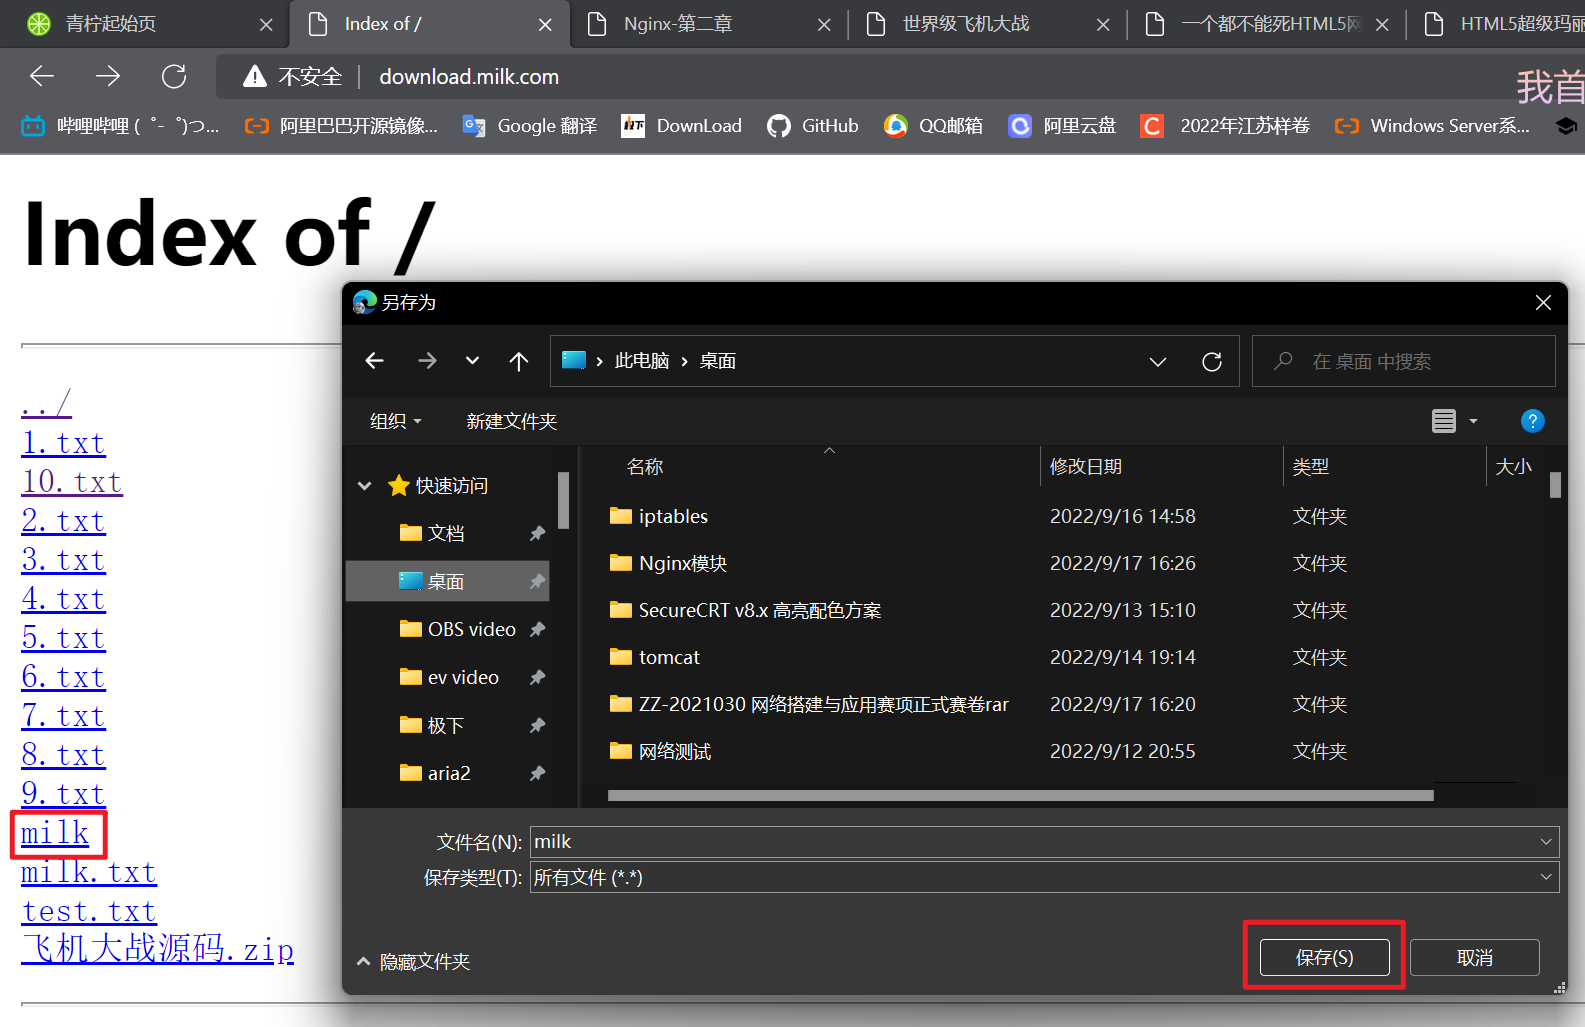 青柠起始页
Index of /
Nginx-第二章
世界级飞机大战
一个都不能死HTML5网
HTML5超级玛丽
不安全
download.milk.com
我首
哔哩哔哩 ( ゜- ゜)つ...
阿里巴巴开源镜像...
Google 翻译
DownLoad
GitHub
QQ邮箱
阿里云盘
2022年江苏样卷
Windows Server系...
Index of /
../
1.txt
10.txt
2.txt
3.txt
4.txt
5.txt
6.txt
7.txt
8.txt
9.txt
milk
milk.txt
test.txt
飞机大战源码.zip
另存为
此电脑 › 桌面
在 桌面 中搜索
组织
新建文件夹
快速访问
文档
桌面
OBS video
ev video
极下
aria2
名称 修改日期 类型 大小
iptables 2022/9/16 14:58 文件夹
Nginx模块 2022/9/17 16:26 文件夹
SecureCRT v8.x 高亮配色方案 2022/9/13 15:10 文件夹
tomcat 2022/9/14 19:14 文件夹
ZZ-2021030 网络搭建与应用赛项正式赛卷rar 2022/9/17 16:20 文件夹
网络测试 2022/9/12 20:55 文件夹
文件名(N): milk
保存类型(T): 所有文件 (*.*)
隐藏文件夹
保存(S)
取消